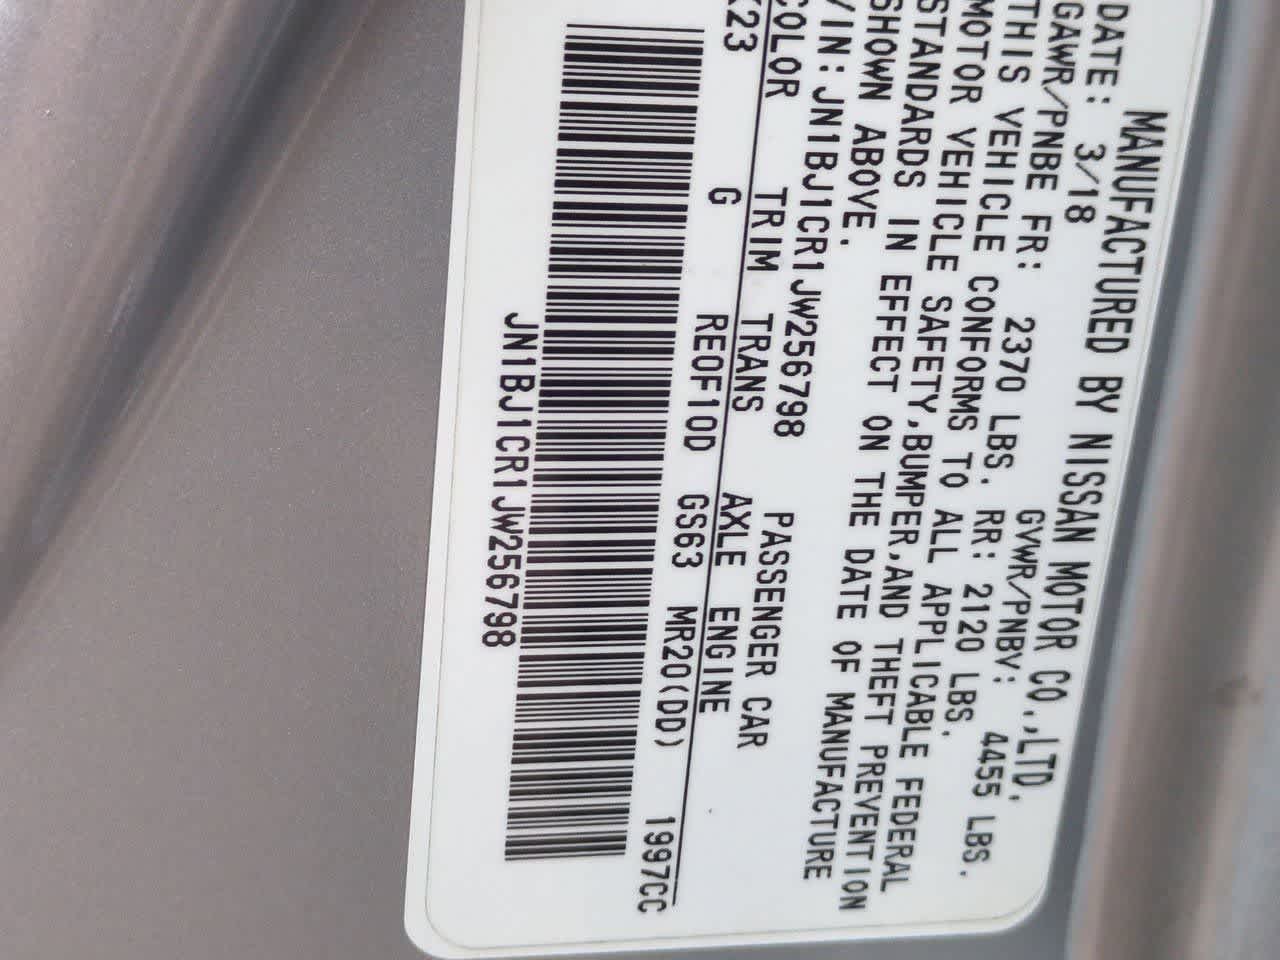 MANUFACTURED BY NISSAN MOTOR CO.,LTD.
DATE: 3/18 GVWR/PNBV: 4455 LBS.
GAWR/PNBE FR: 2370 LBS. RR: 2120 LBS.
THIS VEHICLE CONFORMS TO ALL APPLICABLE FEDERAL
MOTOR VEHICLE SAFETY,BUMPER,AND THEFT PREVENTION
STANDARDS IN EFFECT ON THE DATE OF MANUFACTURE
SHOWN ABOVE.
VIN: JN1BJ1CR1JW256798 PASSENGER CAR
COLOR TRIM TRANS AXLE ENGINE
K23 G RE0F10D GS63 MR20(DD) 1997CC
JN1BJ1CR1JW256798